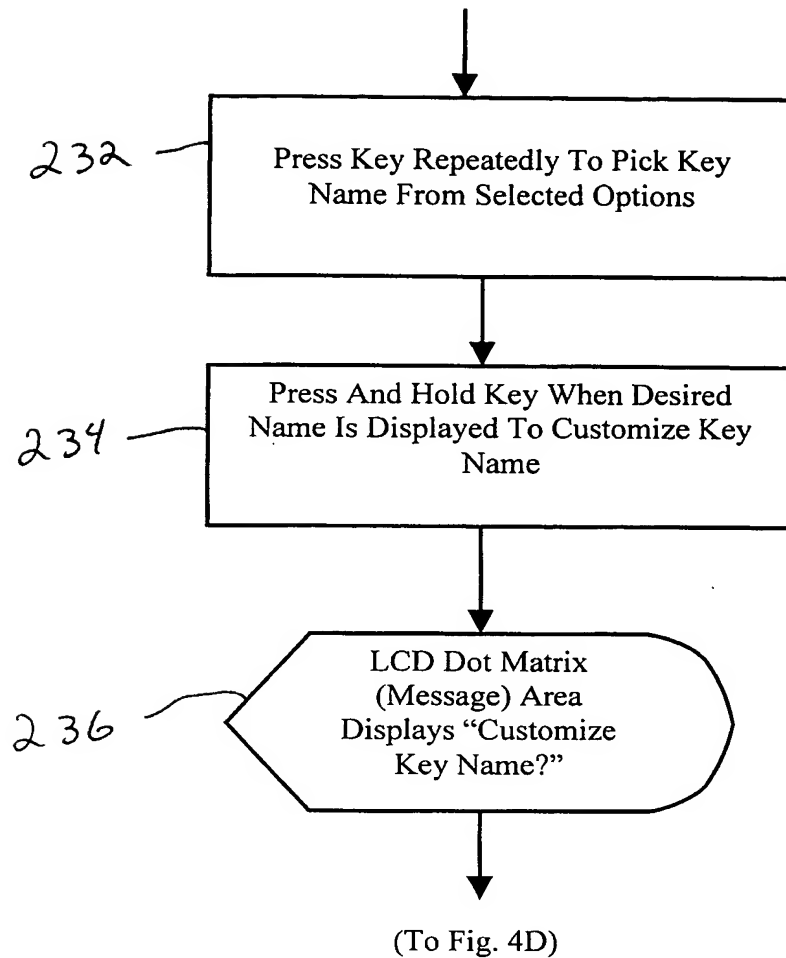 232
Press Key Repeatedly To Pick Key
Name From Selected Options
234
Press And Hold Key When Desired
Name Is Displayed To Customize Key
Name
236
LCD Dot Matrix
(Message) Area
Displays “Customize
Key Name?”
(To Fig. 4D)